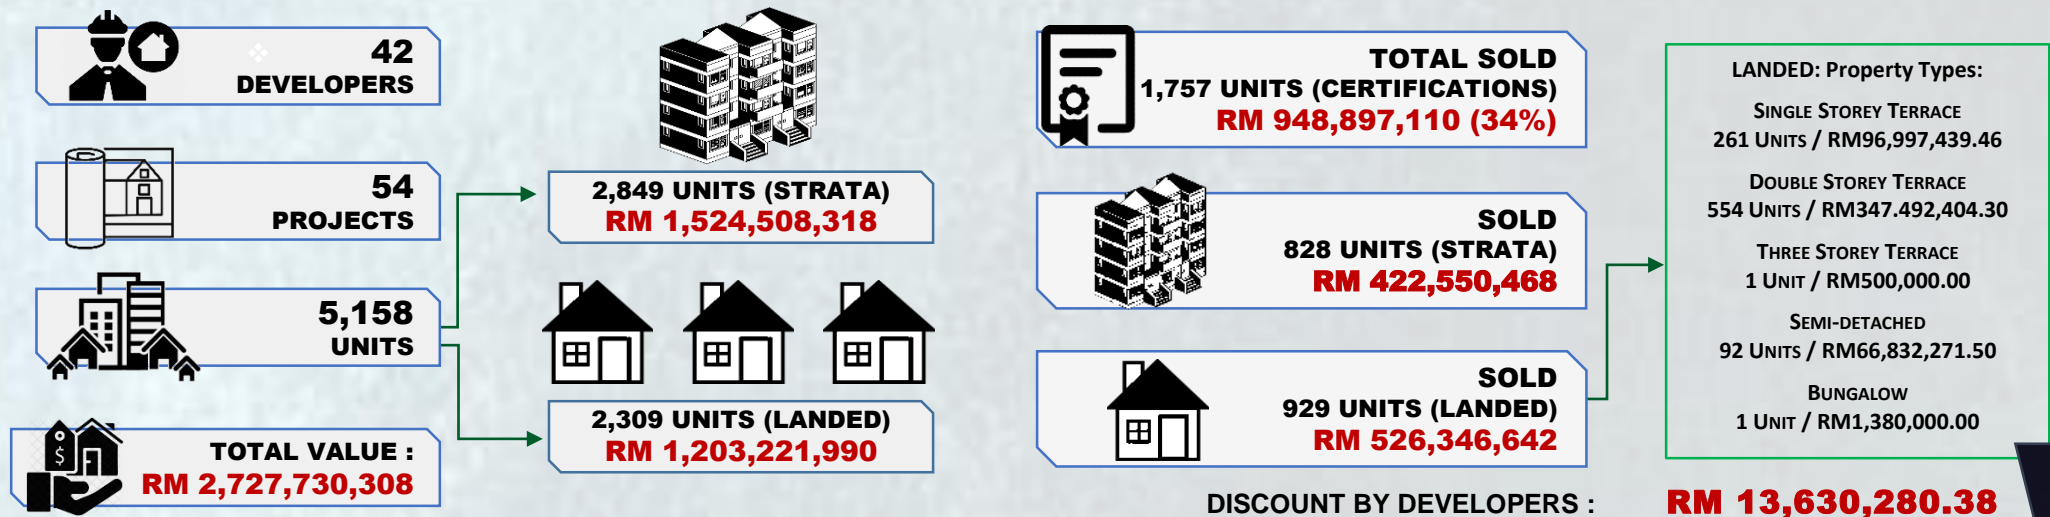 42
DEVELOPERS
54
PROJECTS
5,158
UNITS
TOTAL VALUE :
RM 2,727,730,308
2,849 UNITS (STRATA)
RM 1,524,508,318
2,309 UNITS (LANDED)
RM 1,203,221,990
TOTAL SOLD
1,757 UNITS (CERTIFICATIONS)
RM 948,897,110 (34%)
SOLD
828 UNITS (STRATA)
RM 422,550,468
SOLD
929 UNITS (LANDED)
RM 526,346,642
LANDED: Property Types:
SINGLE STOREY TERRACE
261 UNITS / RM96,997,439.46
DOUBLE STOREY TERRACE
554 UNITS / RM347.492,404.30
THREE STOREY TERRACE
1 UNIT / RM500,000.00
SEMI-DETACHED
92 UNITS / RM66,832,271.50
BUNGALOW
1 UNIT / RM1,380,000.00
DISCOUNT BY DEVELOPERS : RM 13,630,280.38